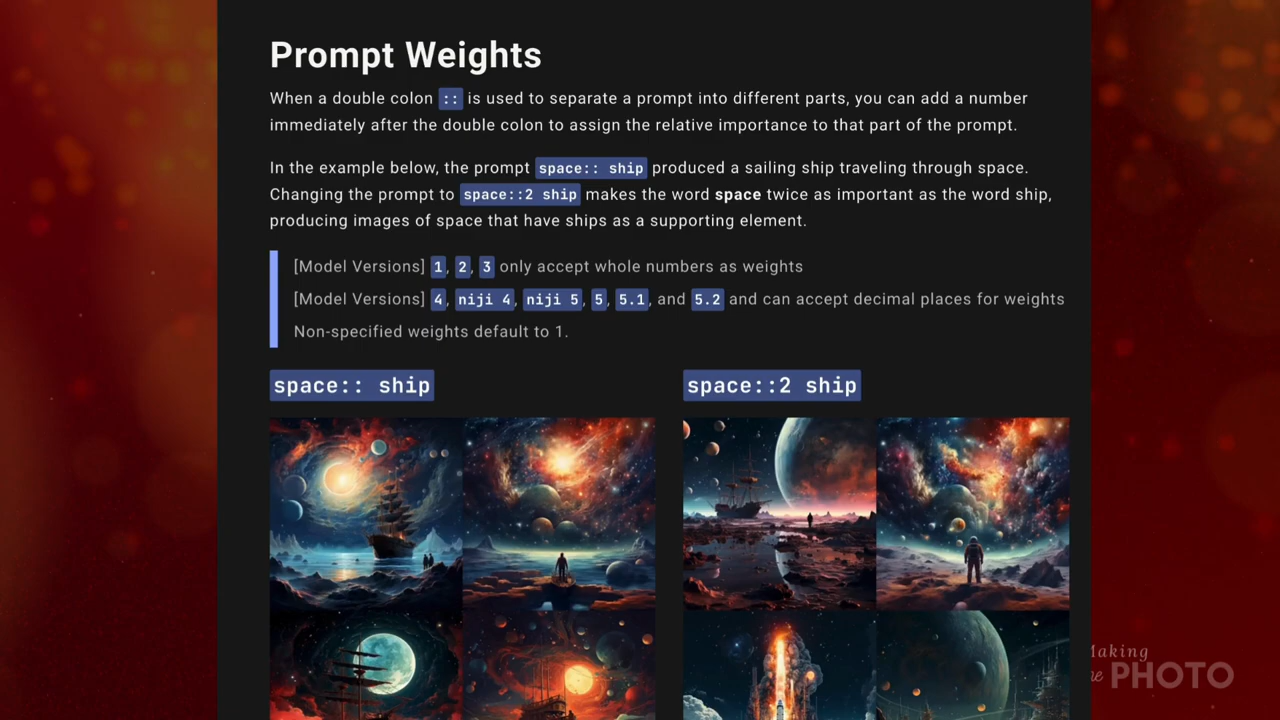 Prompt Weights
When a double colon :: is used to separate a prompt into different parts, you can add a number
immediately after the double colon to assign the relative importance to that part of the prompt.
In the example below, the prompt space:: ship produced a sailing ship traveling through space.
Changing the prompt to space::2 ship makes the word space twice as important as the word ship,
producing images of space that have ships as a supporting element.
[Model Versions] 1, 2, 3 only accept whole numbers as weights
[Model Versions] 4, niji 4, niji 5, 5, 5.1, and 5.2 and can accept decimal places for weights
Non-specified weights default to 1.
space:: ship
space::2 ship
Making
PHOTO